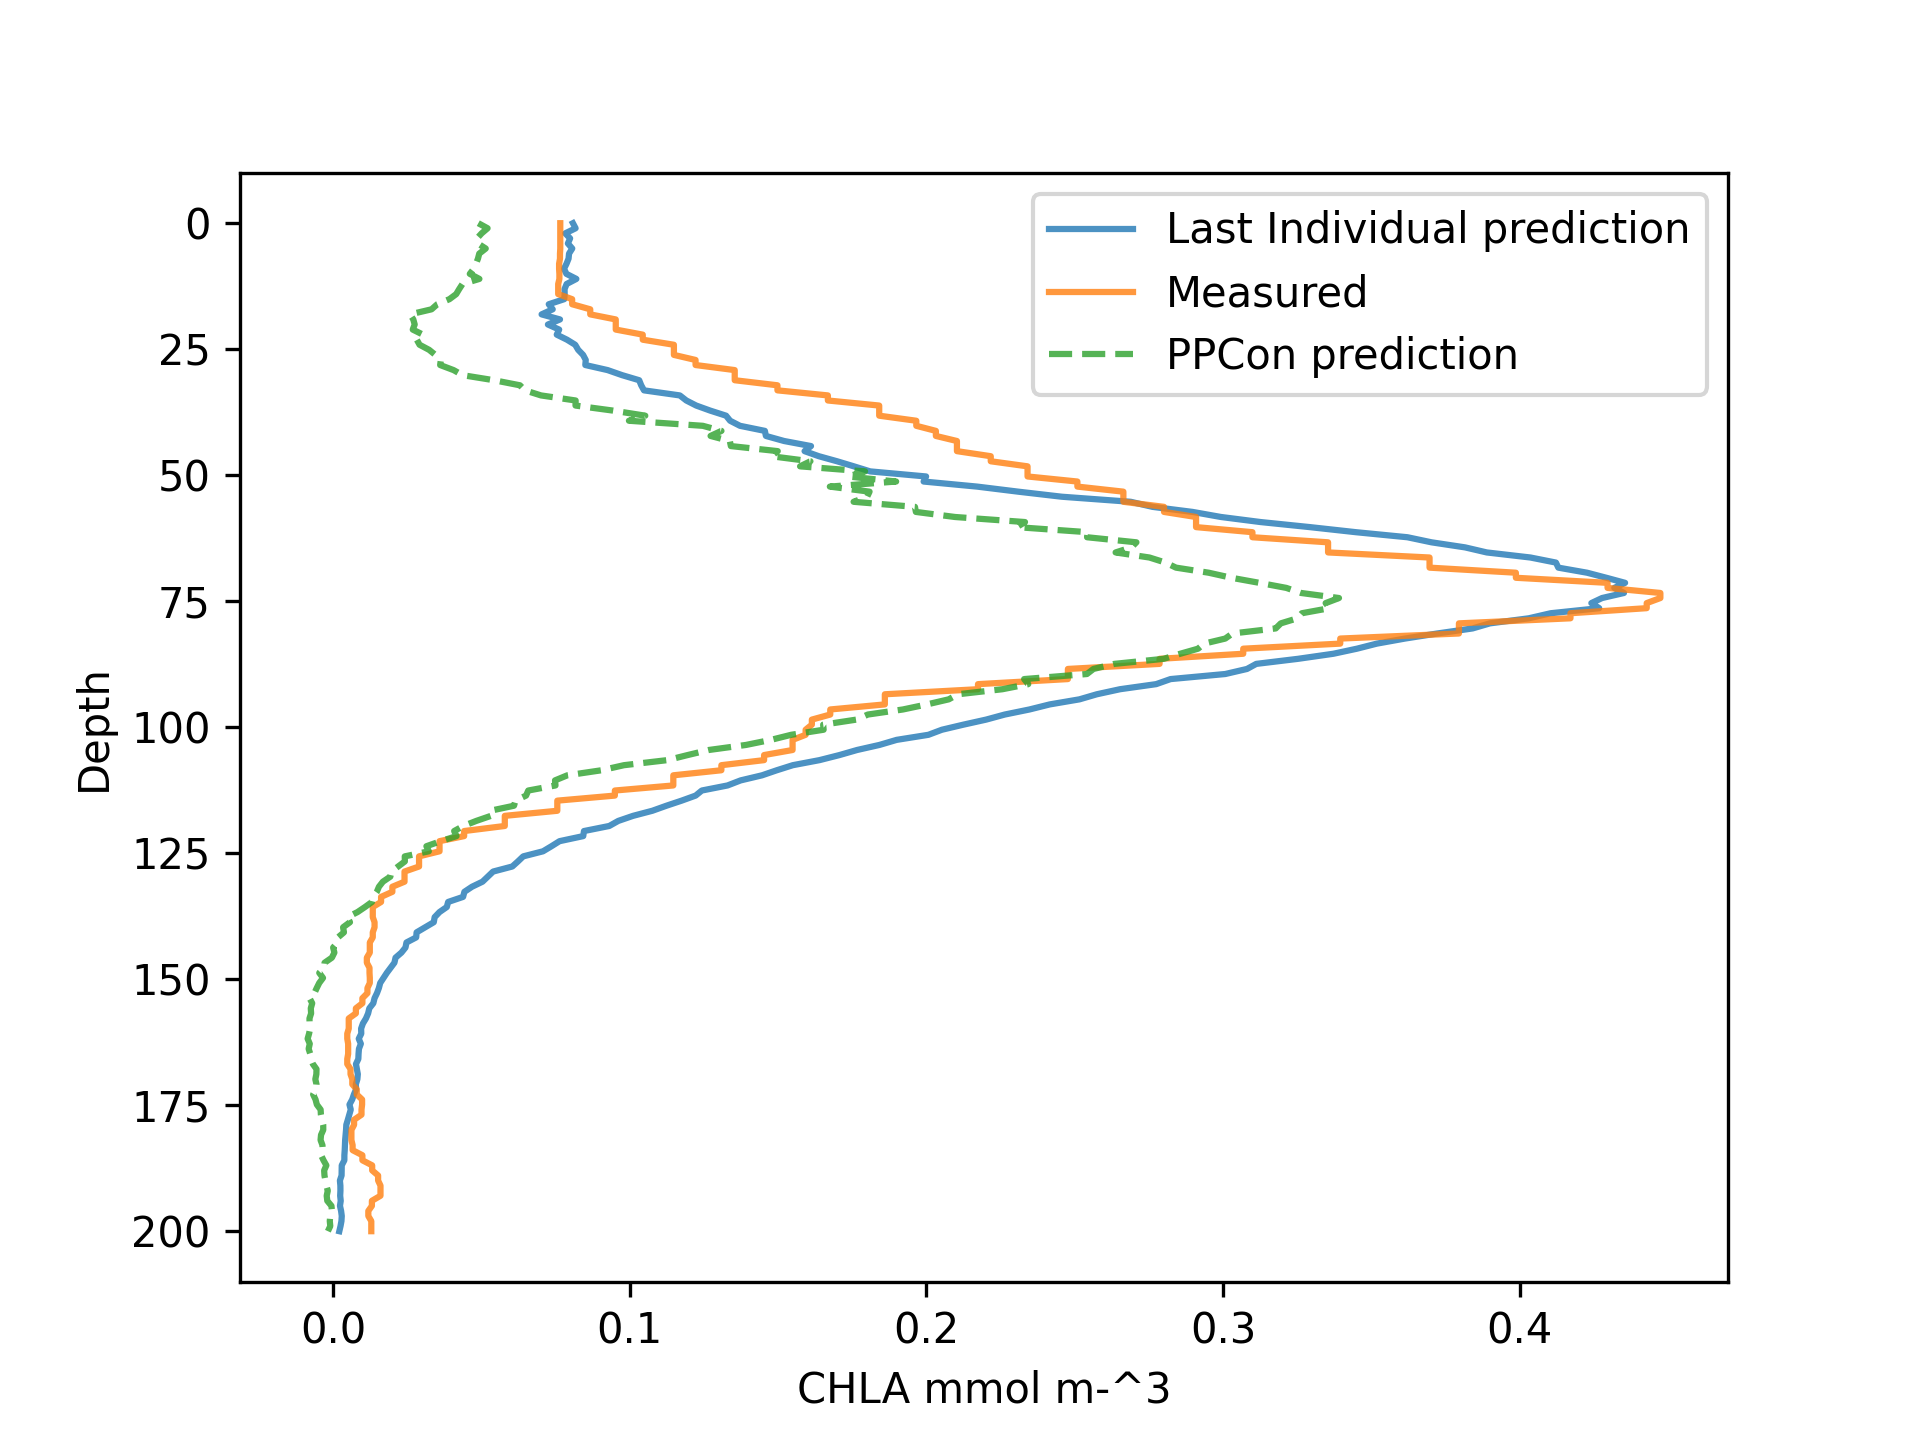 Last Individual prediction
Measured
PPCon prediction
0
25
50
75
100
125
150
175
200
Depth
0.0 0.1 0.2 0.3 0.4
CHLA mmol m-^3